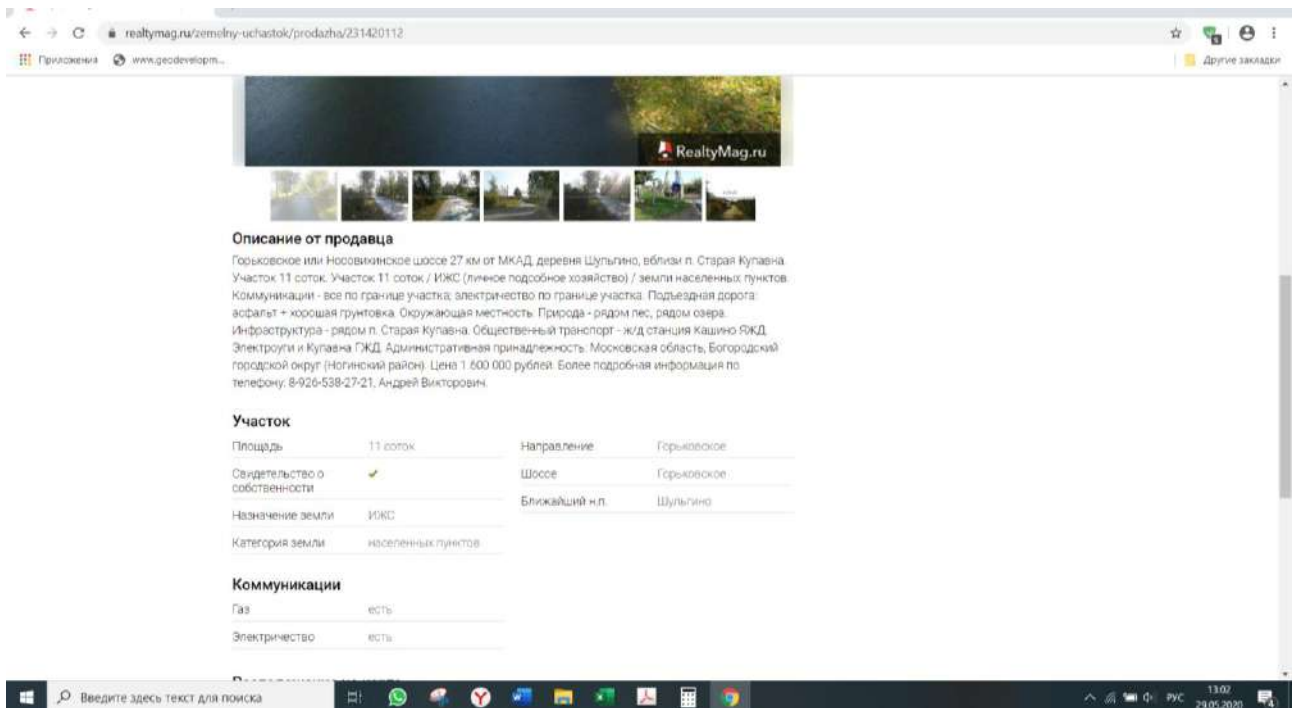 realtymag.ru/zemelny-uchastok/prodazha/231420112
Приложения www.geodevelopm... Другие закладки
RealtyMag.ru
Описание от продавца
Горьковское или Носовихинское шоссе 27 км от МКАД, деревня Шульгино, вблизи п. Старая Купавна.
Участок 11 соток. Участок 11 соток / ИЖС (личное подсобное хозяйство) / земли населенных пунктов.
Коммуникации - все по границе участка; электричество по границе участка. Подъездная дорога:
асфальт + хорошая грунтовка. Окружающая местность: Природа - рядом лес, рядом озера.
Инфраструктура - рядом п. Старая Купавна. Общественный транспорт - ж/д станция Кашино ЯЖД,
Электроугли и Купавна ГЖД. Административная принадлежность: Московская область, Богородский
городской округ (Ногинский район). Цена 1 600 000 рублей. Более подробная информация по
телефону: 8-926-538-27-21, Андрей Викторович.
Участок
Площадь 11 соток Направление Горьковское
Свидетельство о Шоссе Горьковское
собственности
Ближайший н.п. Шульгино
Назначение земли ИЖС
Категория земли населенных пунктов
Коммуникации
Газ есть
Электричество есть
Введите здесь текст для поиска
РУС 13:02
29.05.2020